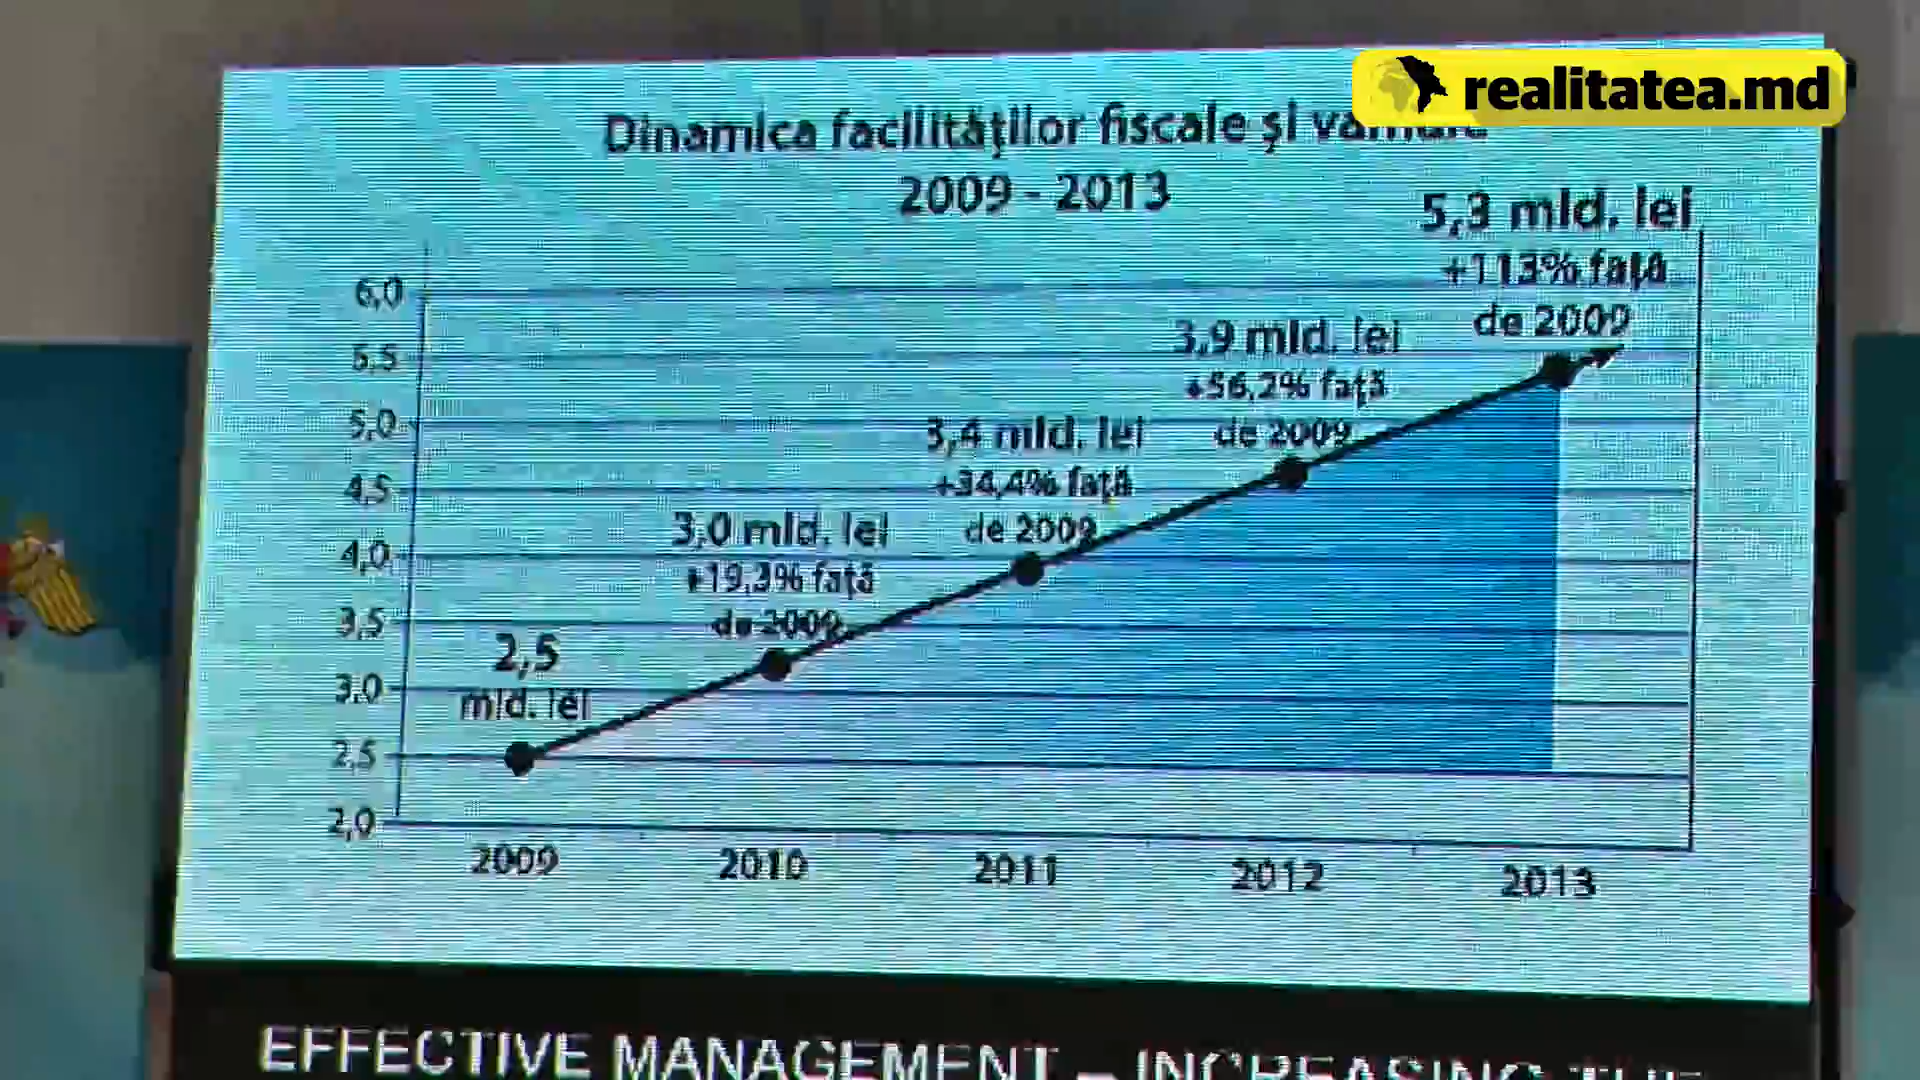 realitatea.md
Dinamica facilităţilor fiscale şi
2009 - 2013
5,3 mld. lei
+113% faţă
de 2009
6,0
3,9 mld. lei
+56,2% faţă
de 2009
5,5
5,0
3,4 mld. lei
+34,4% faţă
de 2009
4,5
3,0 mld. lei
+19,3% faţă
de 2009
4,0
3,5
2,5
mld. lei
3,0
2,5
2,0
2009 2010 2011 2012 2013
EFFECTIVE MANAGEMENT – INCREASING THE